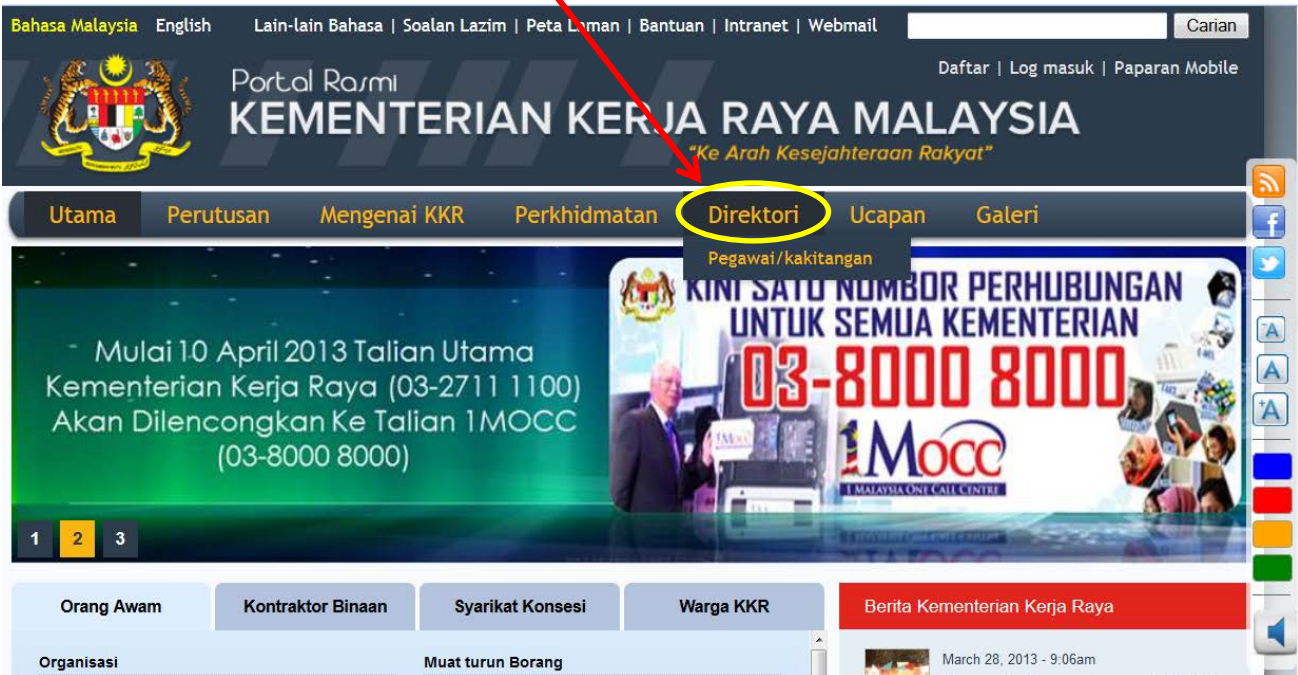 Bahasa Malaysia English Lain-lain Bahasa | Soalan Lazim | Peta Laman | Bantuan | Intranet | Webmail Carian
Daftar | Log masuk | Paparan Mobile
Portal Rasmi
KEMENTERIAN KERJA RAYA MALAYSIA
"Ke Arah Kesejahteraan Rakyat"
Utama Perutusan Mengenai KKR Perkhidmatan Direktori Ucapan Galeri
Pegawai/kakitangan
Mulai 10 April 2013 Talian Utama
Kementerian Kerja Raya (03-2711 1100)
Akan Dilencongkan Ke Talian 1MOCC
(03-8000 8000)
KINI SATU NOMBOR PERHUBUNGAN
UNTUK SEMUA KEMENTERIAN
03-8000 8000
1MOCC
1 MALAYSIA ONE CALL CENTRE
1 2 3
-A
A
+A
Orang Awam Kontraktor Binaan Syarikat Konsesi Warga KKR
Berita Kementerian Kerja Raya
Organisasi Muat turun Borang
March 28, 2013 - 9:06am